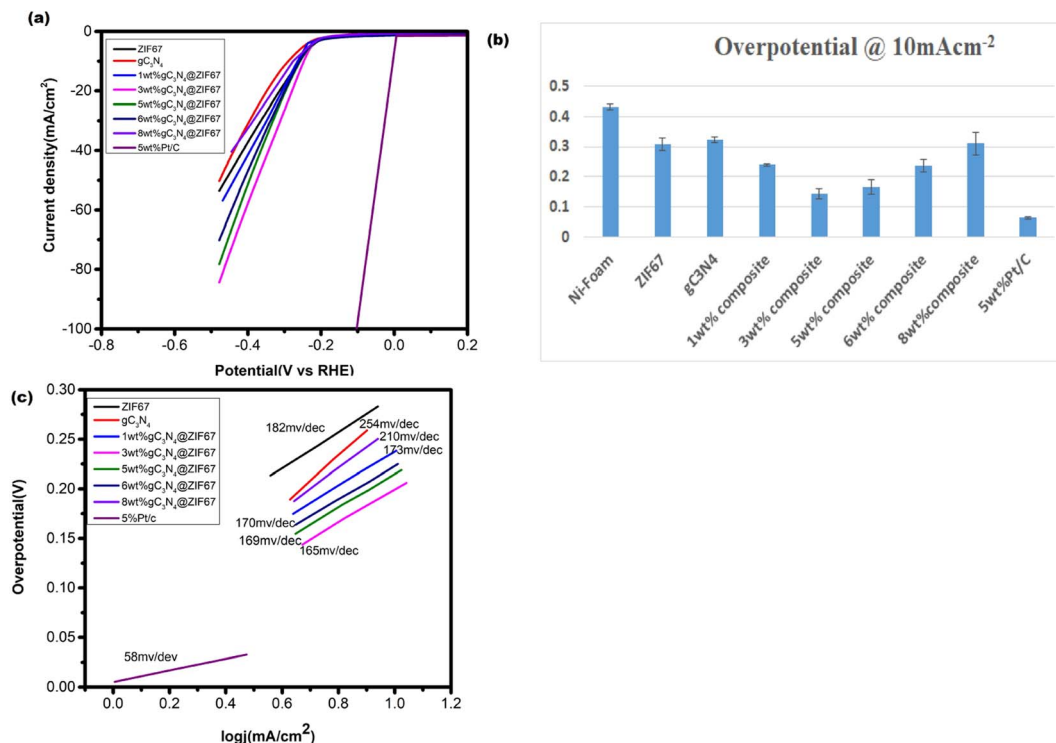 (a)
ZIF67
gC3N4
1wt%gC3N4@ZIF67
3wt%gC3N4@ZIF67
5wt%gC3N4@ZIF67
6wt%gC3N4@ZIF67
8wt%gC3N4@ZIF67
5wt%Pt/C
Current density(mA/cm2)
0
-20
-40
-60
-80
-100
-0.8
-0.6
-0.4
-0.2
0.0
0.2
Potential(V vs RHE)
(b)
Overpotential @ 10mAcm-2
0.5
0.4
0.3
0.2
0.1
0
Ni-Foam
ZIF67
gC3N4
1wt% composite
3wt% composite
5wt% composite
6wt% composite
8wt%composite
5wt%Pt/C
(c)
ZIF67
gC3N4
1wt%gC3N4@ZIF67
3wt%gC3N4@ZIF67
5wt%gC3N4@ZIF67
6wt%gC3N4@ZIF67
8wt%gC3N4@ZIF67
5%Pt/c
182mv/dec
254mv/dec
210mv/dec
173mv/dec
170mv/dec
169mv/dec
165mv/dec
58mv/dev
Overpotential(V)
0.30
0.25
0.20
0.15
0.10
0.05
0.00
0.0
0.2
0.4
0.6
0.8
1.0
1.2
logj(mA/cm2)